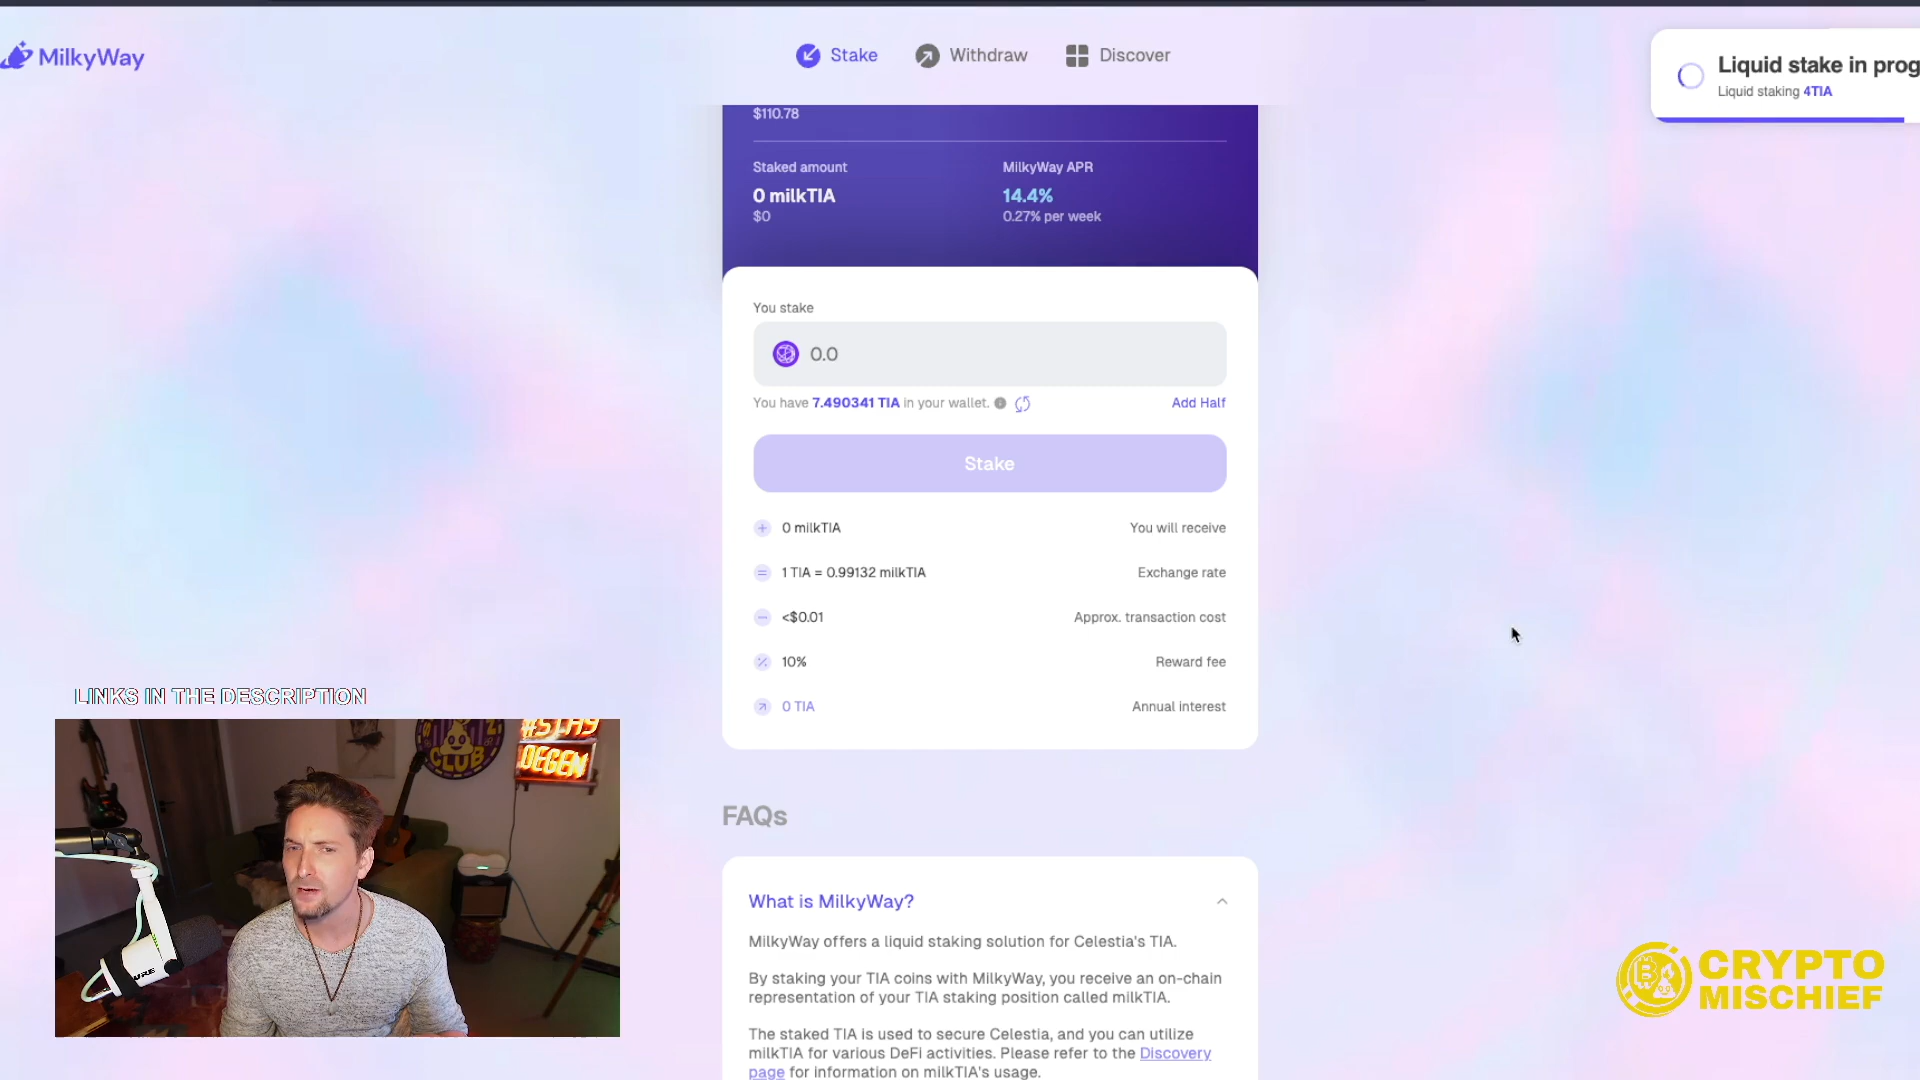 MilkyWay
Stake
Withdraw
Discover
Liquid stake in prog
Liquid staking 4TIA
$110.78
Staked amount
MilkyWay APR
0 milkTIA
14.4%
$0
0.27% per week
You stake
0.0
You have 7.490341 TIA in your wallet.
Add Half
Stake
0 milkTIA
You will receive
1 TIA = 0.99132 milkTIA
Exchange rate
<$0.01
Approx. transaction cost
10%
Reward fee
0 TIA
Annual interest
LINKS IN THE DESCRIPTION
#STAY
DEGEN
CLUB
FAQs
What is MilkyWay?
MilkyWay offers a liquid staking solution for Celestia's TIA.
By staking your TIA coins with MilkyWay, you receive an on-chain
representation of your TIA staking position called milkTIA.
The staked TIA is used to secure Celestia, and you can utilize
milkTIA for various DeFi activities. Please refer to the Discovery
page for information on milkTIA's usage.
CRYPTO
MISCHIEF